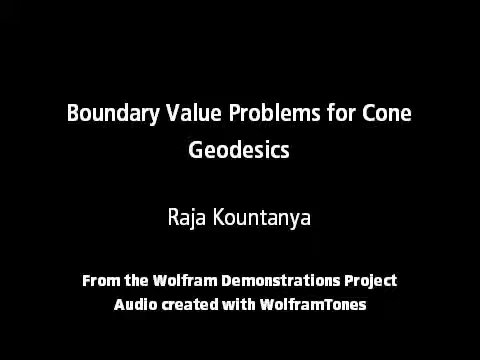 Boundary Value Problems for Cone
Geodesics
Raja Kountanya
From the Wolfram Demonstrations Project
Audio created with WolframTones